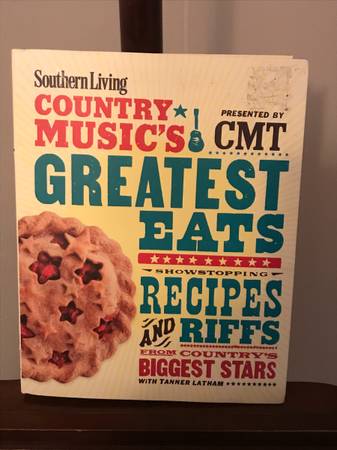 Southern Living
COUNTRY
MUSIC'S
PRESENTED BY
CMT
GREATEST
EATS
SHOWSTOPPING
RECIPES
AND RIFFS
FROM COUNTRY'S
BIGGEST STARS
WITH TANNER LATHAM